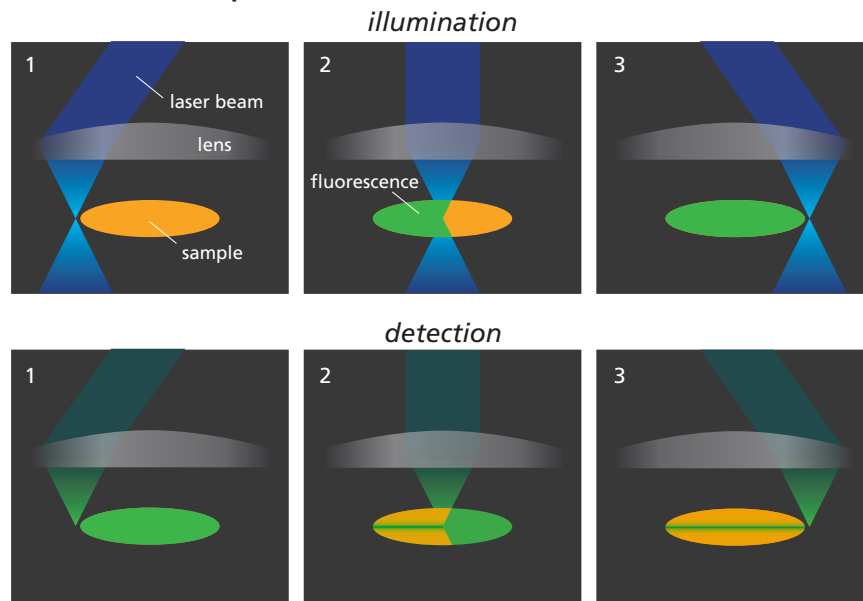 illumination
1
laser beam
lens
sample
2
fluorescence
3
detection
1
2
3